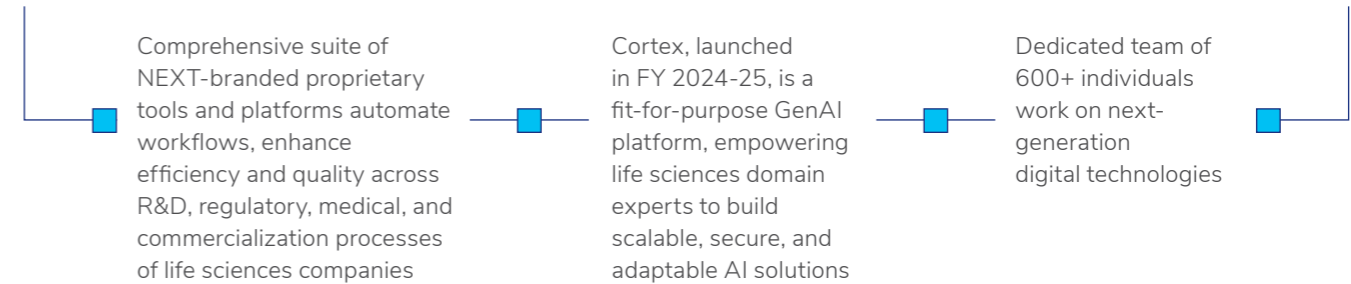 Comprehensive suite of
NEXT-branded proprietary
tools and platforms automate
workflows, enhance
efficiency and quality across
R&D, regulatory, medical, and
commercialization processes
of life sciences companies
Cortex, launched
in FY 2024-25, is a
fit-for-purpose GenAI
platform, empowering
life sciences domain
experts to build
scalable, secure, and
adaptable AI solutions
Dedicated team of
600+ individuals
work on next-
generation
digital technologies